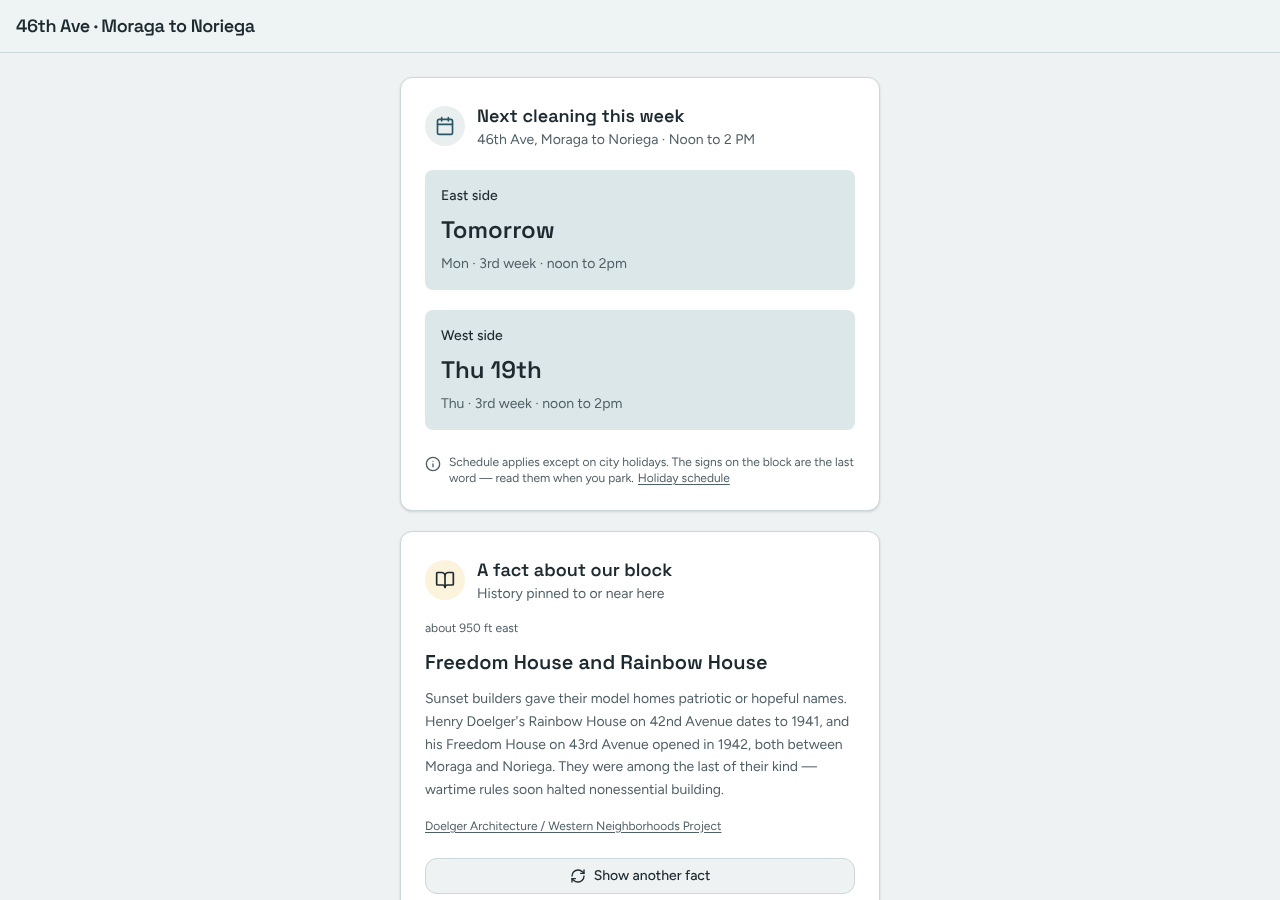 46th Ave · Moraga to Noriega
Next cleaning this week
46th Ave, Moraga to Noriega · Noon to 2 PM
East side
Tomorrow
Mon · 3rd week · noon to 2pm
West side
Thu 19th
Thu · 3rd week · noon to 2pm
Schedule applies except on city holidays. The signs on the block are the last
word — read them when you park. Holiday schedule
A fact about our block
History pinned to or near here
about 950 ft east
Freedom House and Rainbow House
Sunset builders gave their model homes patriotic or hopeful names.
Henry Doelger's Rainbow House on 42nd Avenue dates to 1941, and
his Freedom House on 43rd Avenue opened in 1942, both between
Moraga and Noriega. They were among the last of their kind —
wartime rules soon halted nonessential building.
Doelger Architecture / Western Neighborhoods Project
Show another fact